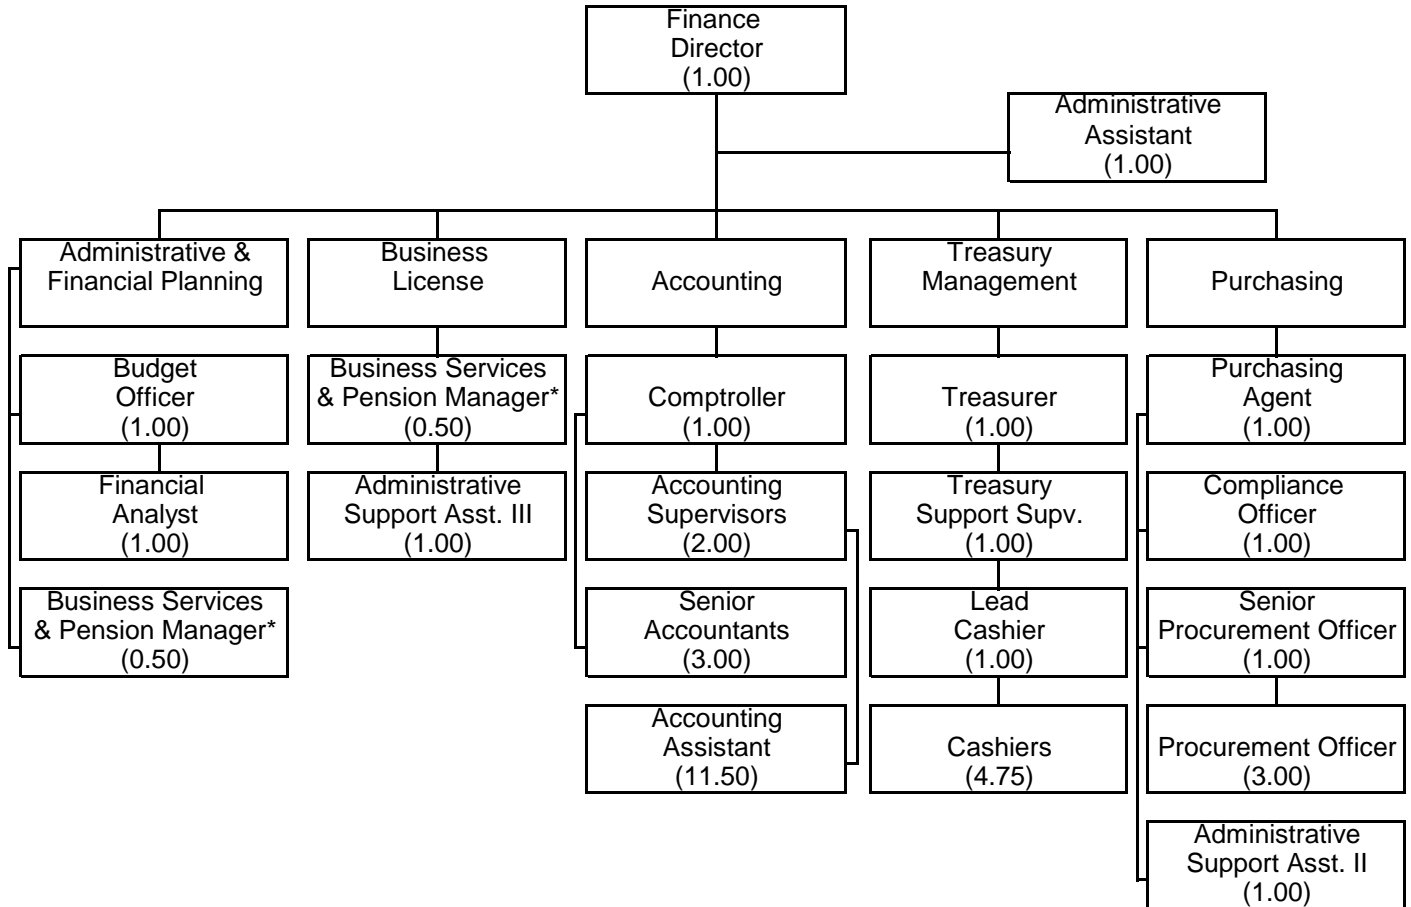 Finance
Director
(1.00)
Administrative
Assistant
(1.00)
Administrative &
Financial Planning
Business
License
Accounting
Treasury
Management
Purchasing
Budget
Officer
(1.00)
Business Services
& Pension Manager*
(0.50)
Comptroller
(1.00)
Treasurer
(1.00)
Purchasing
Agent
(1.00)
Financial
Analyst
(1.00)
Administrative
Support Asst. III
(1.00)
Accounting
Supervisors
(2.00)
Treasury
Support Supv.
(1.00)
Compliance
Officer
(1.00)
Business Services
& Pension Manager*
(0.50)
Senior
Accountants
(3.00)
Lead
Cashier
(1.00)
Senior
Procurement Officer
(1.00)
Accounting
Assistant
(11.50)
Cashiers
(4.75)
Procurement Officer
(3.00)
Administrative
Support Asst. II
(1.00)